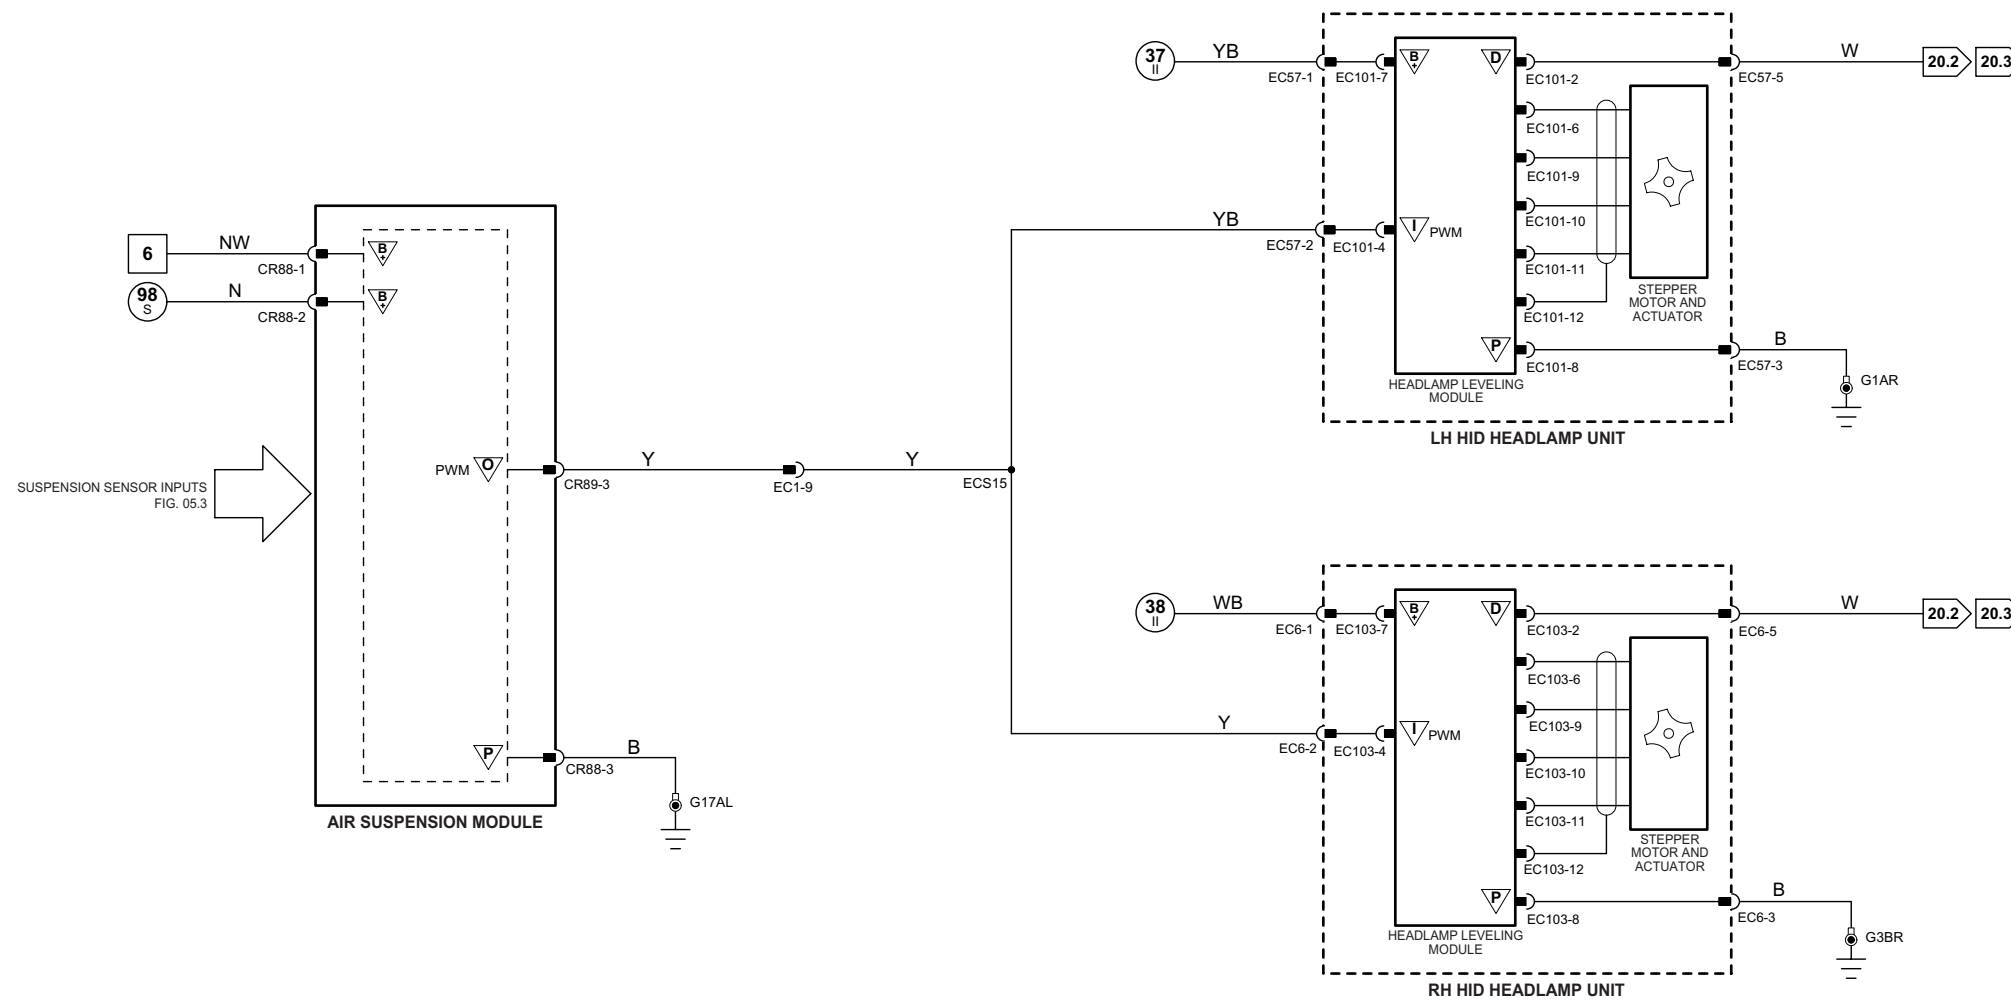 37
II
YB
EC57-1
EC101-7
B
+
D
EC101-2
EC57-5
W
20.2
20.3
EC101-6
EC101-9
EC101-10
EC101-11
EC101-12
STEPPER
MOTOR AND
ACTUATOR
YB
EC57-2
EC101-4
I
PWM
P
EC101-8
EC57-3
B
G1AR
HEADLAMP LEVELING
MODULE
LH HID HEADLAMP UNIT
6
NW
CR88-1
B
+
98
S
N
CR88-2
B
+
SUSPENSION SENSOR INPUTS
FIG. 05.3
PWM
O
CR89-3
Y
EC1-9
Y
ECS15
P
CR88-3
B
G17AL
AIR SUSPENSION MODULE
38
II
WB
EC6-1
EC103-7
B
+
D
EC103-2
EC6-5
W
20.2
20.3
EC103-6
EC103-9
EC103-10
EC103-11
EC103-12
STEPPER
MOTOR AND
ACTUATOR
Y
EC6-2
EC103-4
I
PWM
P
EC103-8
EC6-3
B
G3BR
HEADLAMP LEVELING
MODULE
RH HID HEADLAMP UNIT